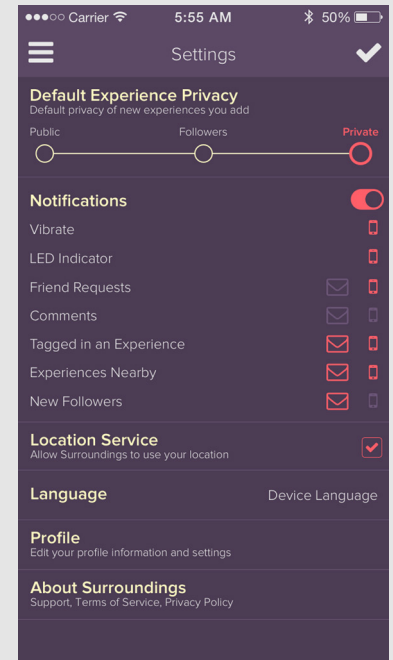 Carrier 5:55 AM 50%
Settings
Default Experience Privacy
Default privacy of new experiences you add
Public Followers Private
Notifications
Vibrate
LED Indicator
Friend Requests
Comments
Tagged in an Experience
Experiences Nearby
New Followers
Location Service
Allow Surroundings to use your location
Language Device Language
Profile
Edit your profile information and settings
About Surroundings
Support, Terms of Service, Privacy Policy